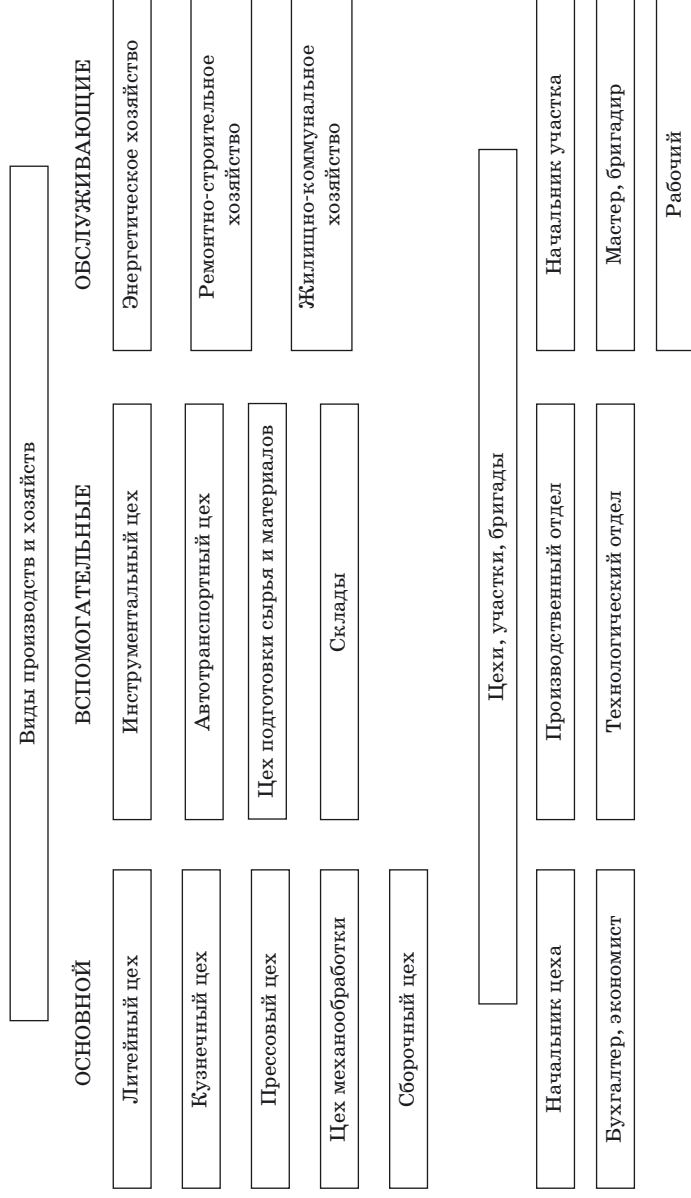 Виды производств и хозяйств
ОСНОВНОЙ
Литейный цех
Кузнечный цех
Прессовый цех
Цех механообработки
Сборочный цех
ВСПОМОГАТЕЛЬНЫЕ
Инструментальный цех
Автотранспортный цех
Цех подготовки сырья и материалов
Склады
ОБСЛУЖИВАЮЩИЕ
Энергетическое хозяйство
Ремонтно-строительное
хозяйство
Жилищно-коммунальное
хозяйство
Цехи, участки, бригады
Начальник цеха
Бухгалтер, экономист
Производственный отдел
Технологический отдел
Начальник участка
Мастер, бригадир
Рабочий